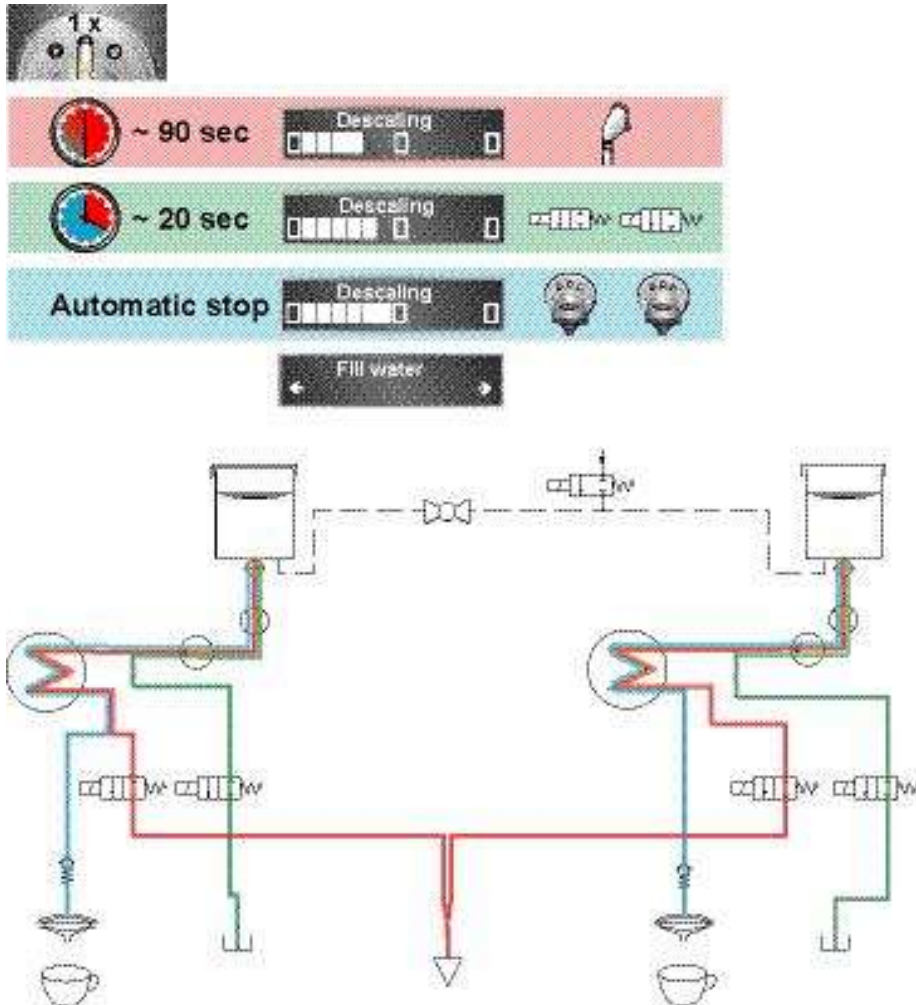 1 x
~ 90 sec
Descaling
~ 20 sec
Descaling
Automatic stop
Descaling
Fill water